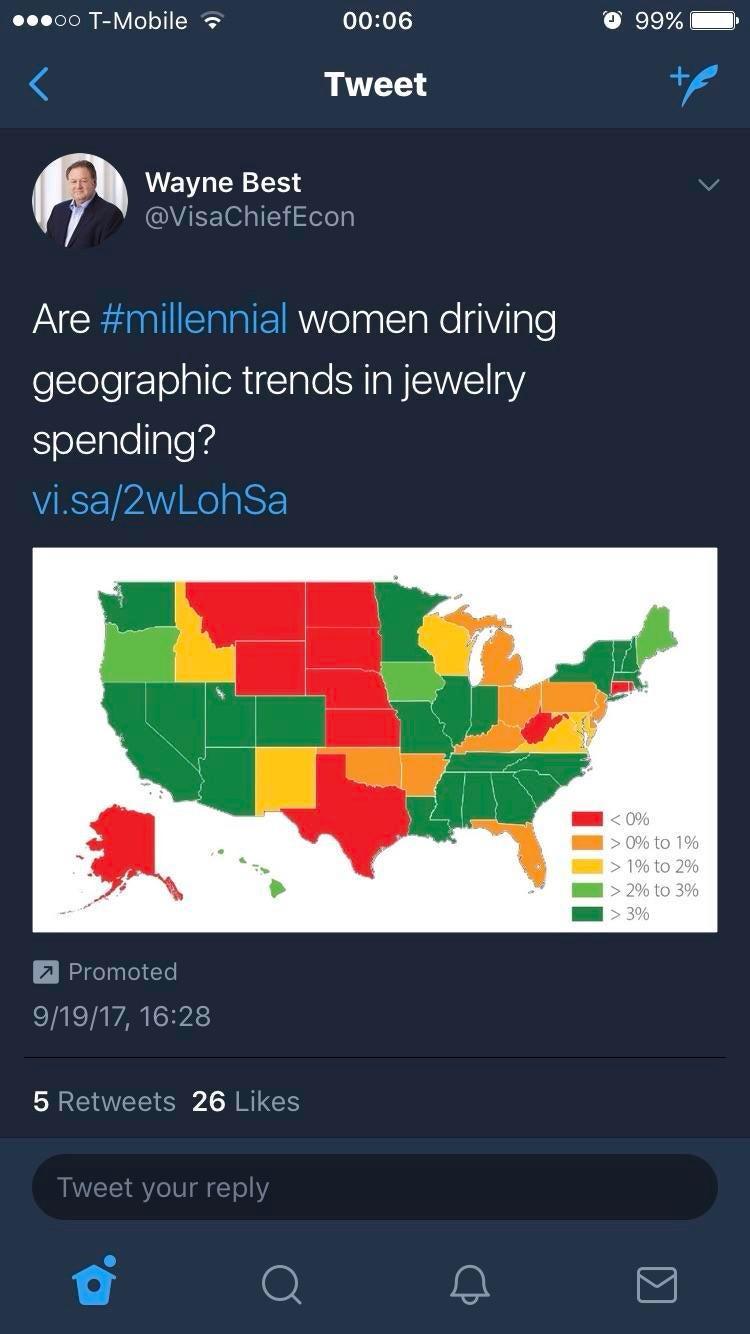 T-Mobile 00:06 99%
Tweet
Wayne Best
@VisaChiefEcon
Are #millennial women driving
geographic trends in jewelry
spending?
vi.sa/2wLohSa
< 0%
> 0% to 1%
> 1% to 2%
> 2% to 3%
> 3%
Promoted
9/19/17, 16:28
5 Retweets 26 Likes
Tweet your reply